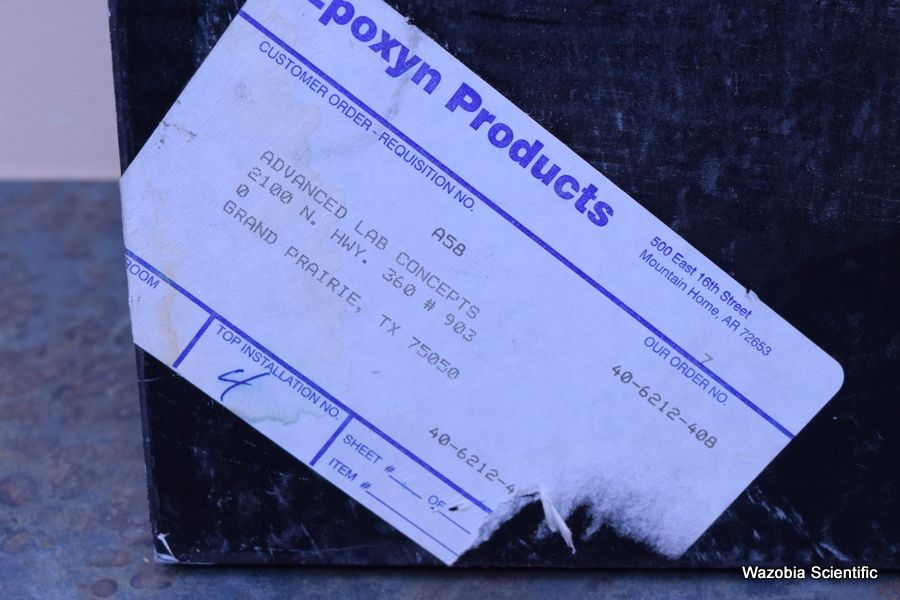 Epoxyn Products
500 East 16th Street
Mountain Home, AR 72653
CUSTOMER ORDER - REQUISITION NO.
A58
OUR ORDER NO.
7
40-6212-408
ADVANCED LAB CONCEPTS
2100 N. HWY. 360 # 903
0
GRAND PRAIRIE, TX 75050
ROOM
TOP INSTALLATION NO.
4
40-6212-4
SHEET # OF
ITEM #
Wazobia Scientific